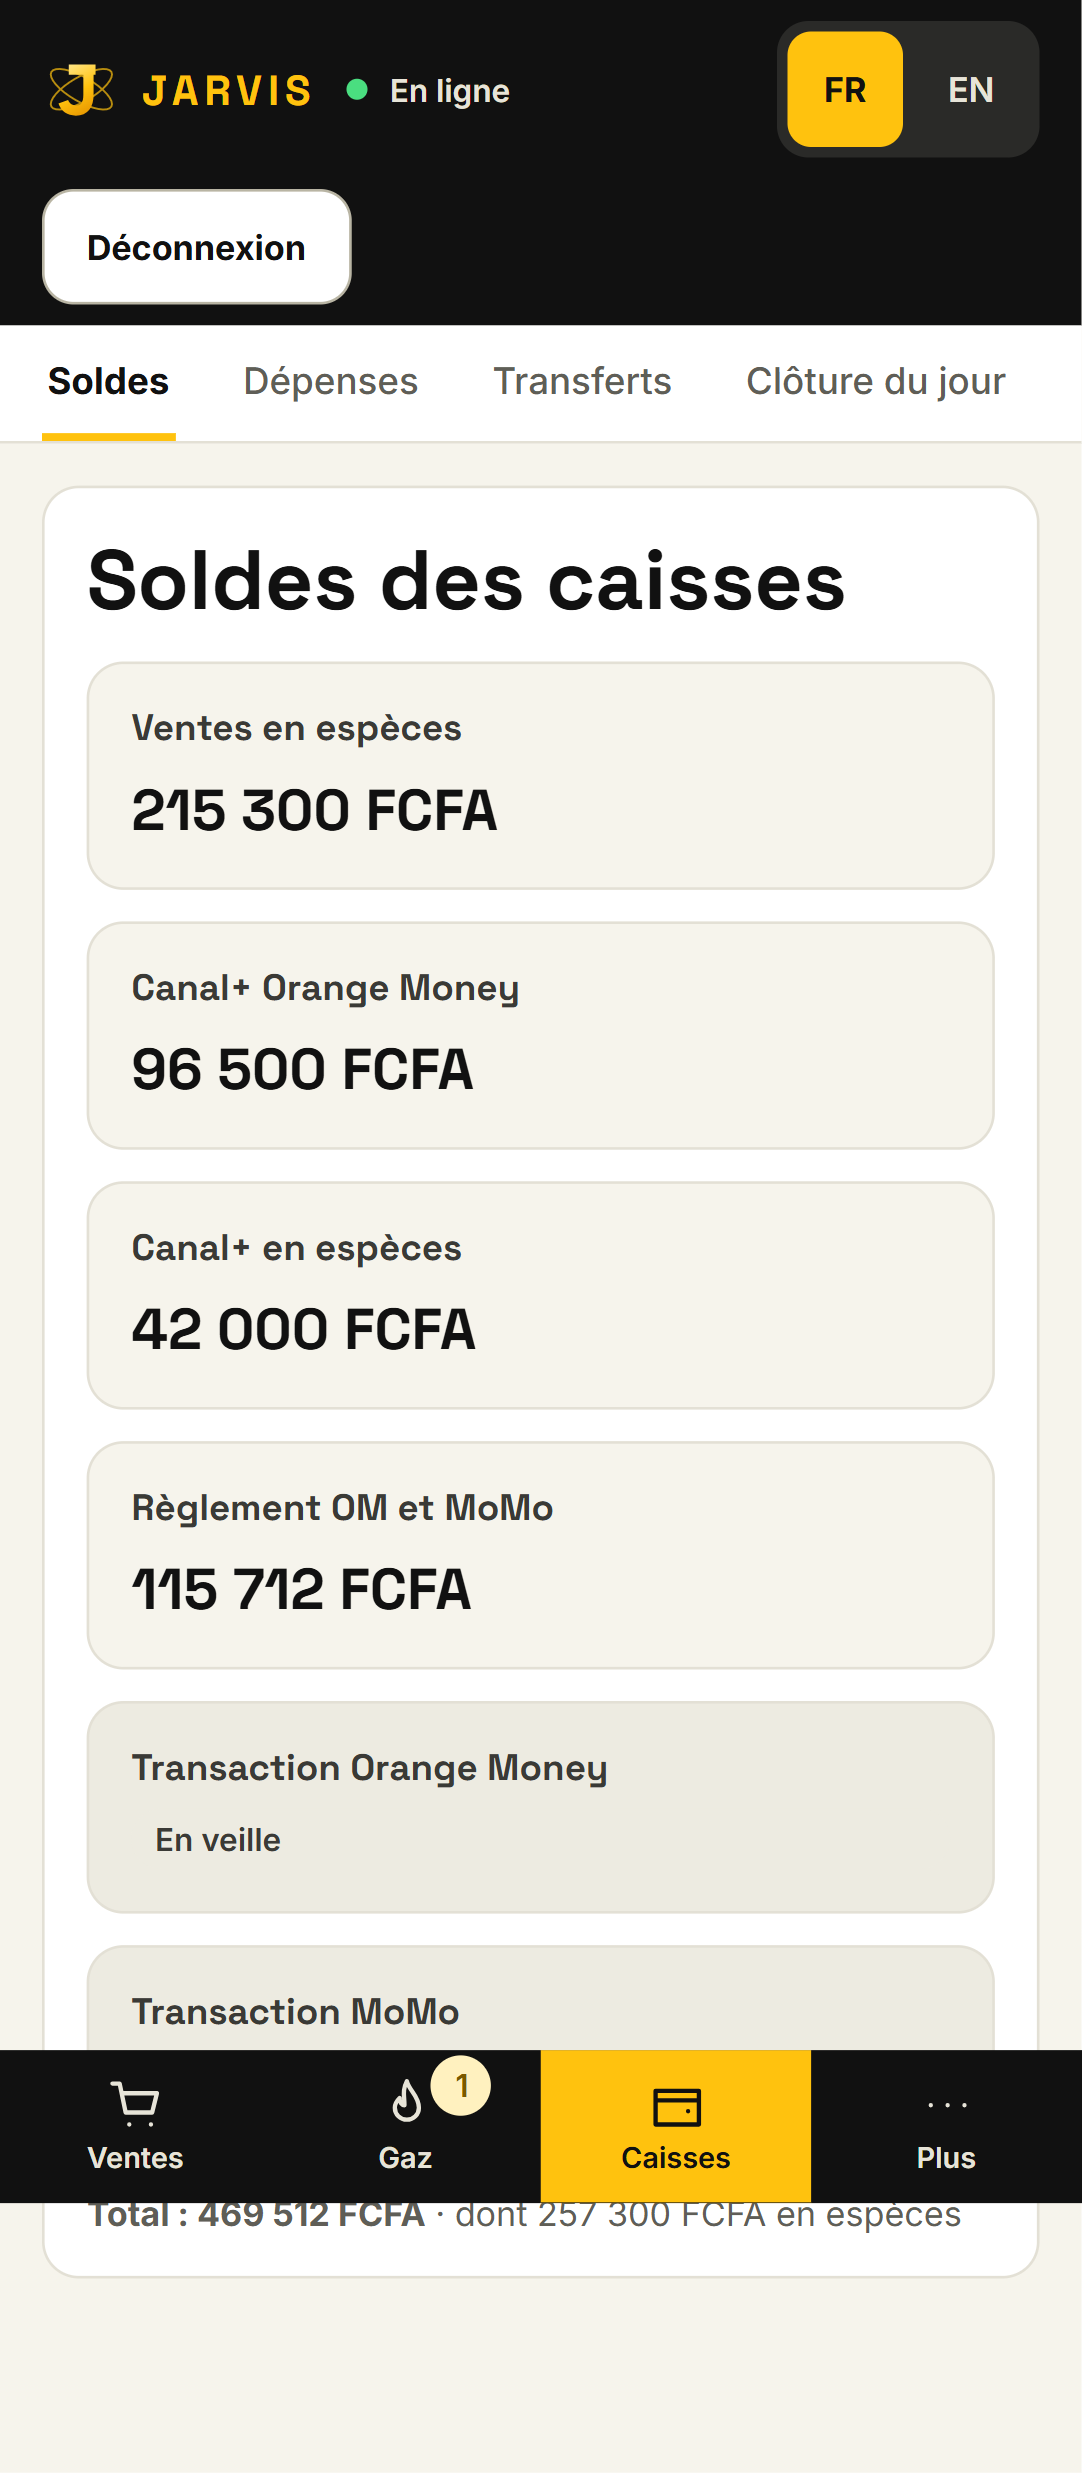 JARVIS
En ligne
FR
EN
Déconnexion
Soldes
Dépenses
Transferts
Clôture du jour
Soldes des caisses
Ventes en espèces
215 300 FCFA
Canal+ Orange Money
96 500 FCFA
Canal+ en espèces
42 000 FCFA
Règlement OM et MoMo
115 712 FCFA
Transaction Orange Money
En veille
Transaction MoMo
Ventes
Gaz
1
Caisses
Plus
Total : 469 512 FCFA · dont 257 300 FCFA en espèces